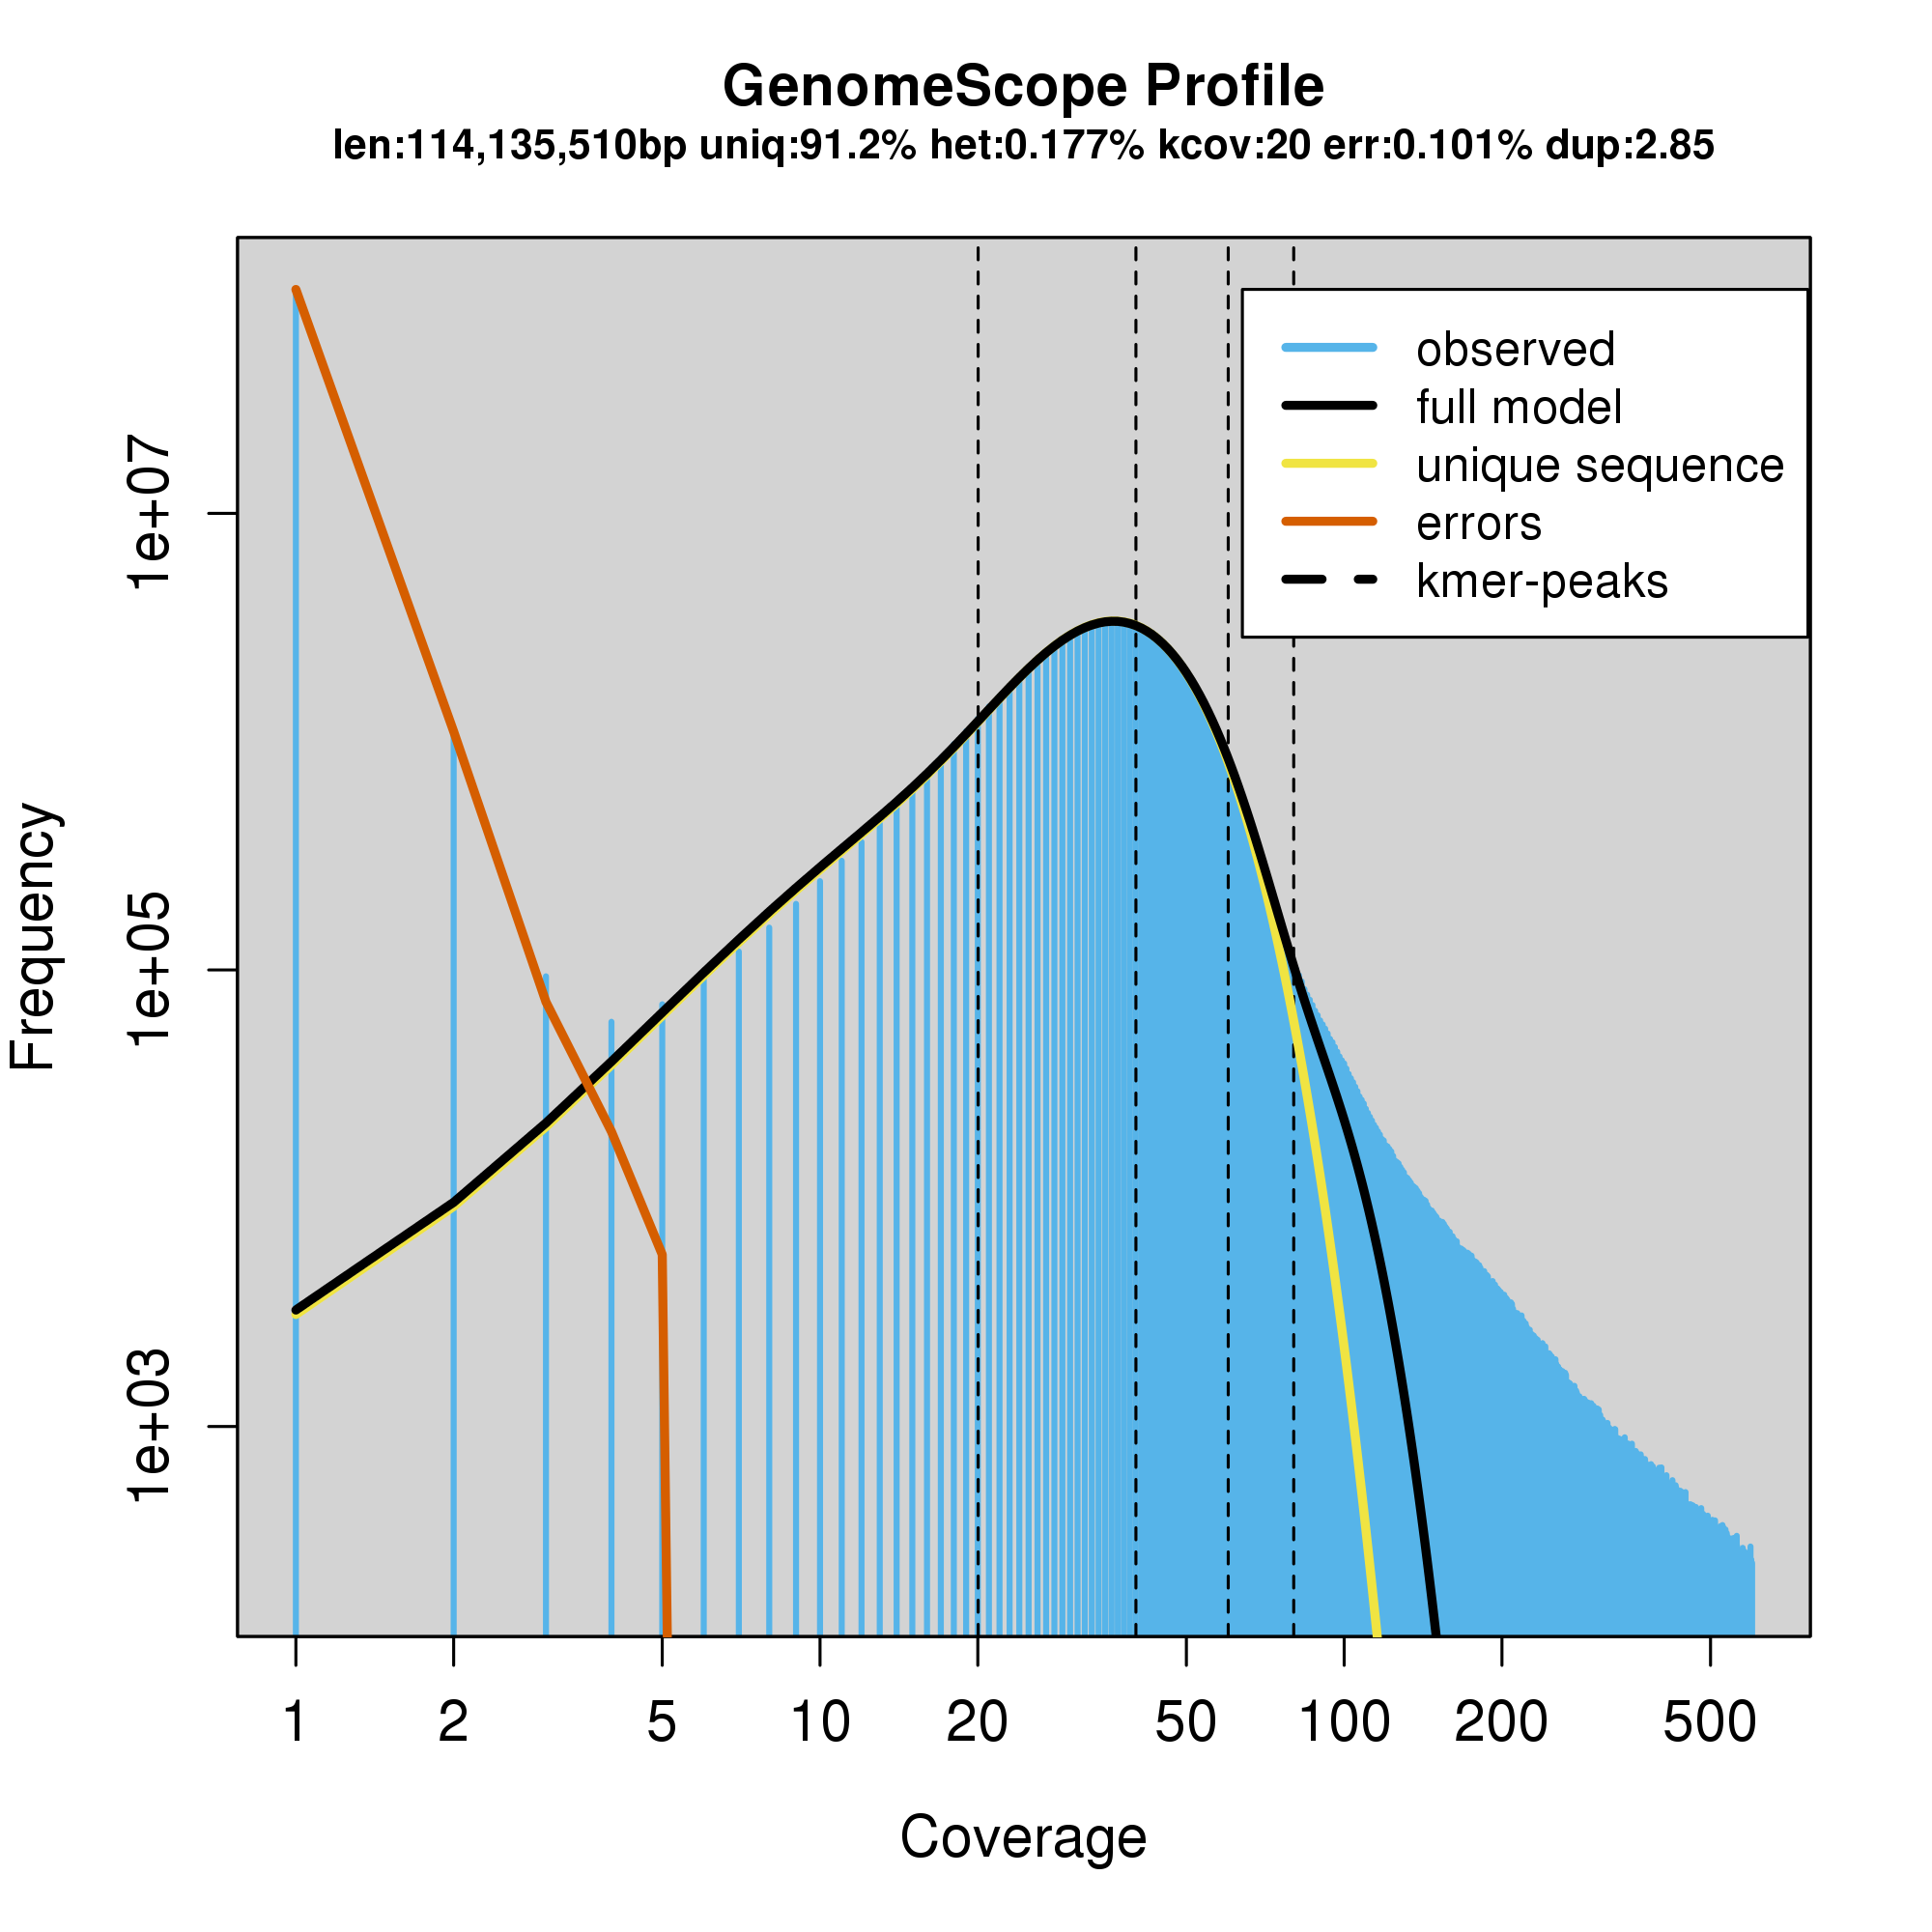 GenomeScope Profile
len:114,135,510bp uniq:91.2% het:0.177% kcov:20 err:0.101% dup:2.85
observed
full model
unique sequence
errors
kmer-peaks
Frequency
1e+07
1e+05
1e+03
1 2 5 10 20 50 100 200 500
Coverage